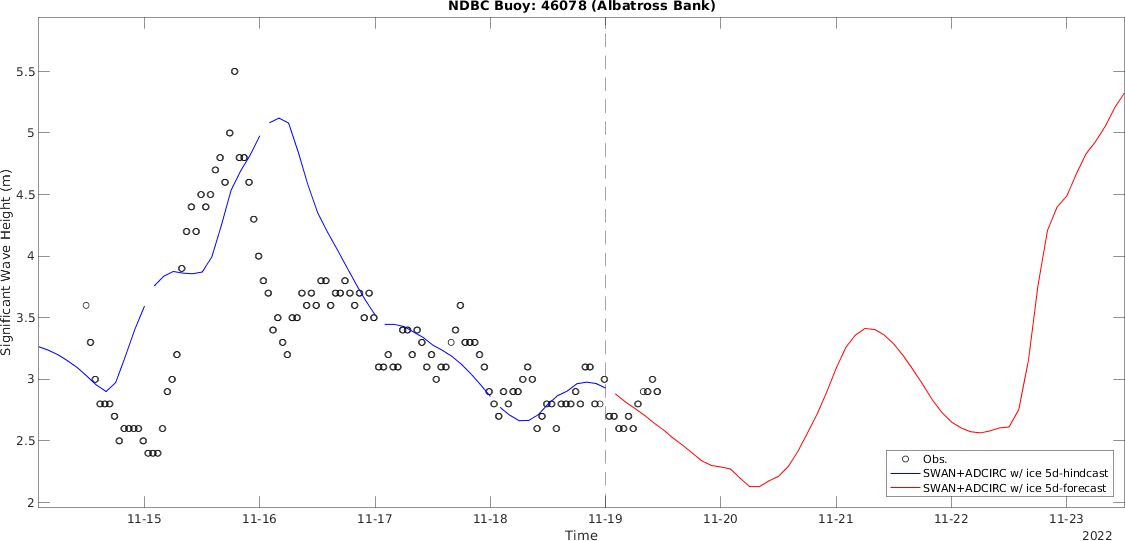 NDBC Buoy: 46078 (Albatross Bank)
Significant Wave Height (m)
5.5
5
4.5
4
3.5
3
2.5
2
Obs.
SWAN+ADCIRC w/ ice 5d-hindcast
SWAN+ADCIRC w/ ice 5d-forecast
11-15 11-16 11-17 11-18 11-19 11-20 11-21 11-22 11-23
Time
2022